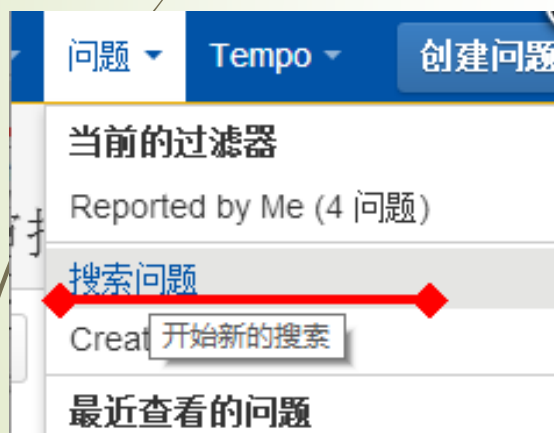 问题 Tempo 创建问题
当前的过滤器
Reported by Me (4 问题)
搜索问题
开始新的搜索
最近查看的问题